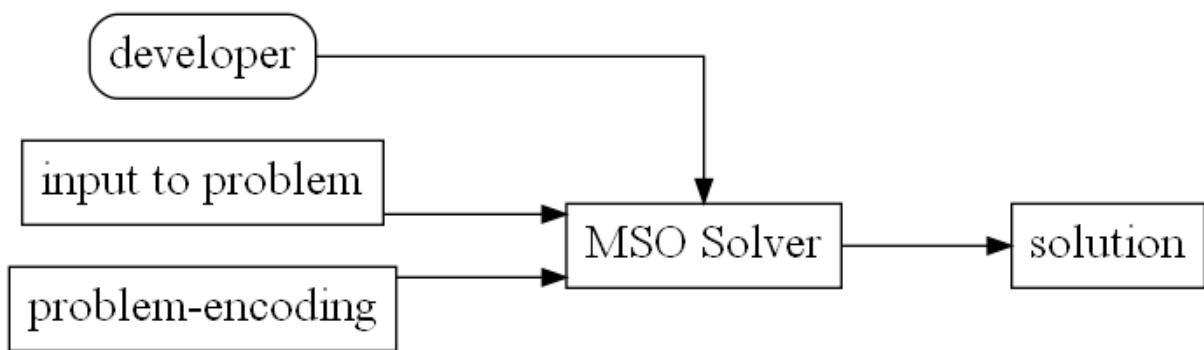 developer
input to problem
MSO Solver
solution
problem-encoding